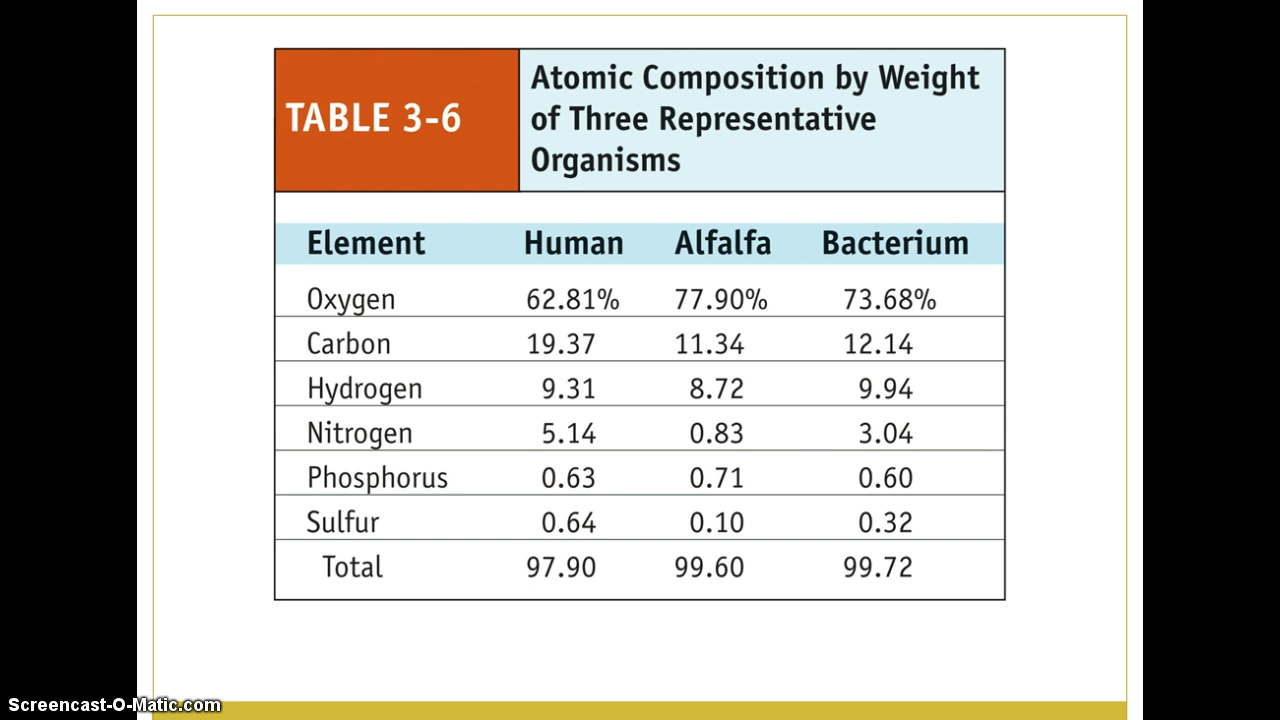 TABLE 3-6
Atomic Composition by Weight
of Three Representative
Organisms
Element Human Alfalfa Bacterium
Oxygen 62.81% 77.90% 73.68%
Carbon 19.37 11.34 12.14
Hydrogen 9.31 8.72 9.94
Nitrogen 5.14 0.83 3.04
Phosphorus 0.63 0.71 0.60
Sulfur 0.64 0.10 0.32
Total 97.90 99.60 99.72
Screencast-O-Matic.com